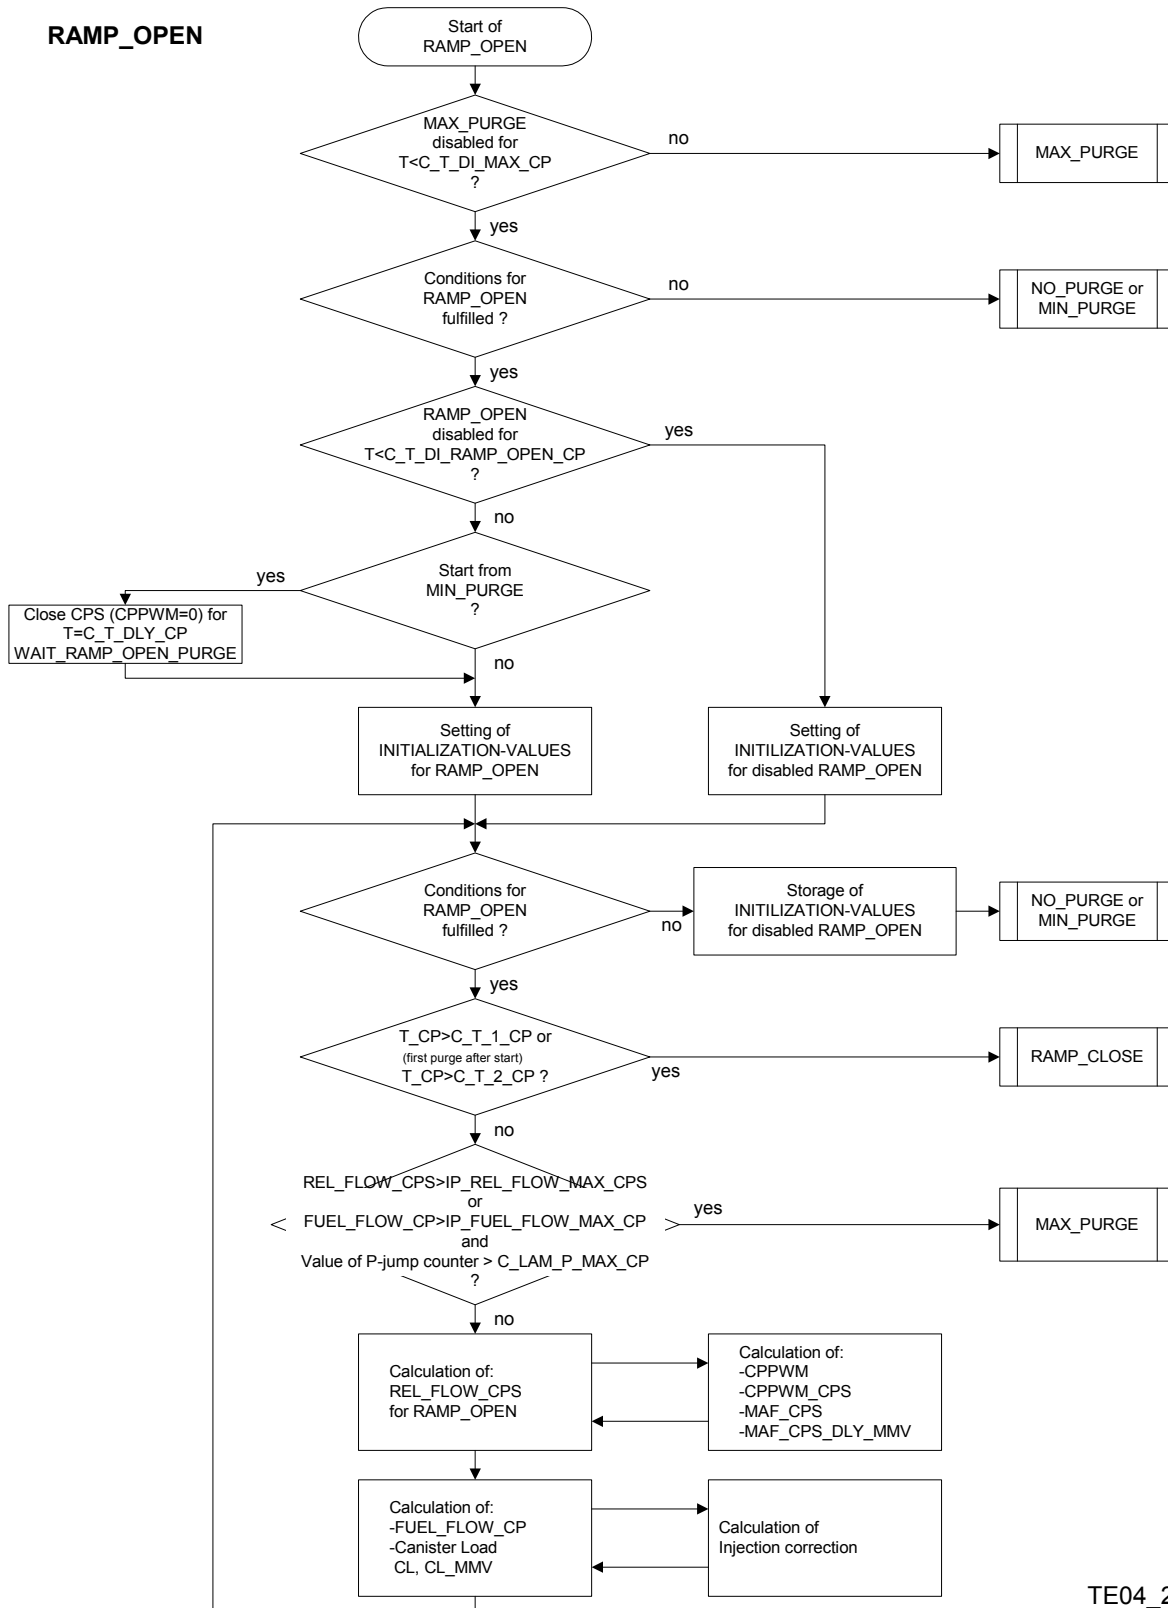 RAMP_OPEN
Start of
RAMP_OPEN
MAX_PURGE
disabled for
T<C_T_DI_MAX_CP
?
no
MAX_PURGE
yes
Conditions for
RAMP_OPEN
fulfilled ?
no
NO_PURGE or
MIN_PURGE
yes
RAMP_OPEN
disabled for
T<C_T_DI_RAMP_OPEN_CP
?
yes
no
Start from
MIN_PURGE
?
yes
Close CPS (CPPWM=0) for
T=C_T_DLY_CP
WAIT_RAMP_OPEN_PURGE
no
Setting of
INITIALIZATION-VALUES
for RAMP_OPEN
Setting of
INITILIZATION-VALUES
for disabled RAMP_OPEN
Conditions for
RAMP_OPEN
fulfilled ?
no
Storage of
INITILIZATION-VALUES
for disabled RAMP_OPEN
NO_PURGE or
MIN_PURGE
yes
T_CP>C_T_1_CP or
(first purge after start)
T_CP>C_T_2_CP ?
yes
RAMP_CLOSE
no
REL_FLOW_CPS>IP_REL_FLOW_MAX_CPS
or
FUEL_FLOW_CP>IP_FUEL_FLOW_MAX_CP
and
Value of P-jump counter > C_LAM_P_MAX_CP
?
yes
MAX_PURGE
no
Calculation of:
REL_FLOW_CPS
for RAMP_OPEN
Calculation of:
-CPPWM
-CPPWM_CPS
-MAF_CPS
-MAF_CPS_DLY_MMV
Calculation of:
-FUEL_FLOW_CP
-Canister Load
CL, CL_MMV
Calculation of
Injection correction
TE04_2